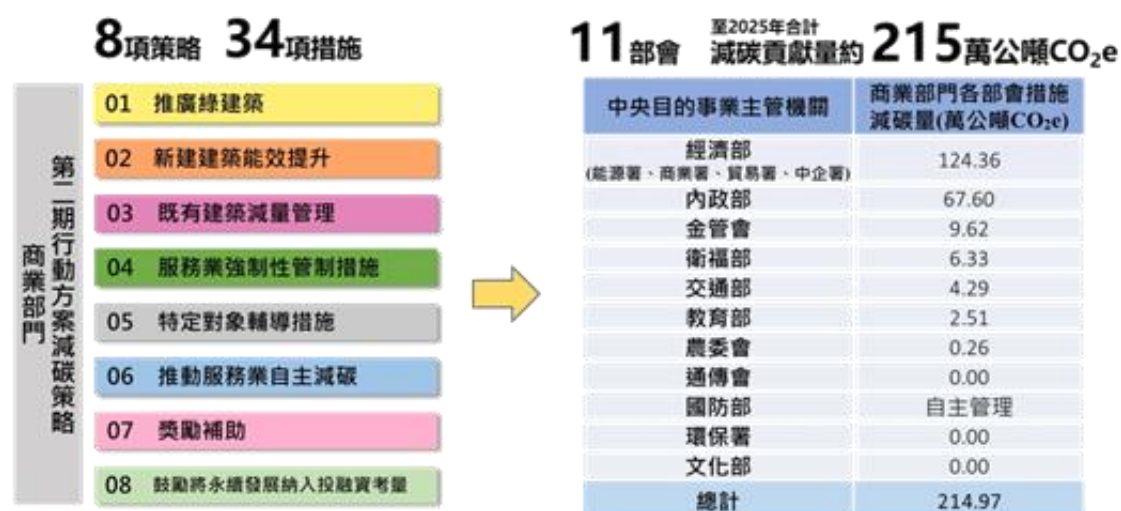 8項策略 34項措施
第二期行動方案減碳策略
商業部門
01 推廣綠建築
02 新建建築能效提升
03 既有建築減量管理
04 服務業強制性管制措施
05 特定對象輔導措施
06 推動服務業自主減碳
07 獎勵補助
08 鼓勵將永續發展納入投融資考量
11部會 至2025年合計
減碳貢獻量約215萬公噸CO₂e
中央目的事業主管機關 商業部門各部會措施
減碳量(萬公噸CO₂e)
經濟部
(能源署、商業署、貿易署、中企署) 124.36
內政部 67.60
金管會 9.62
衛福部 6.33
交通部 4.29
教育部 2.51
農委會 0.26
通傳會 0.00
國防部 自主管理
環保署 0.00
文化部 0.00
總計 214.97